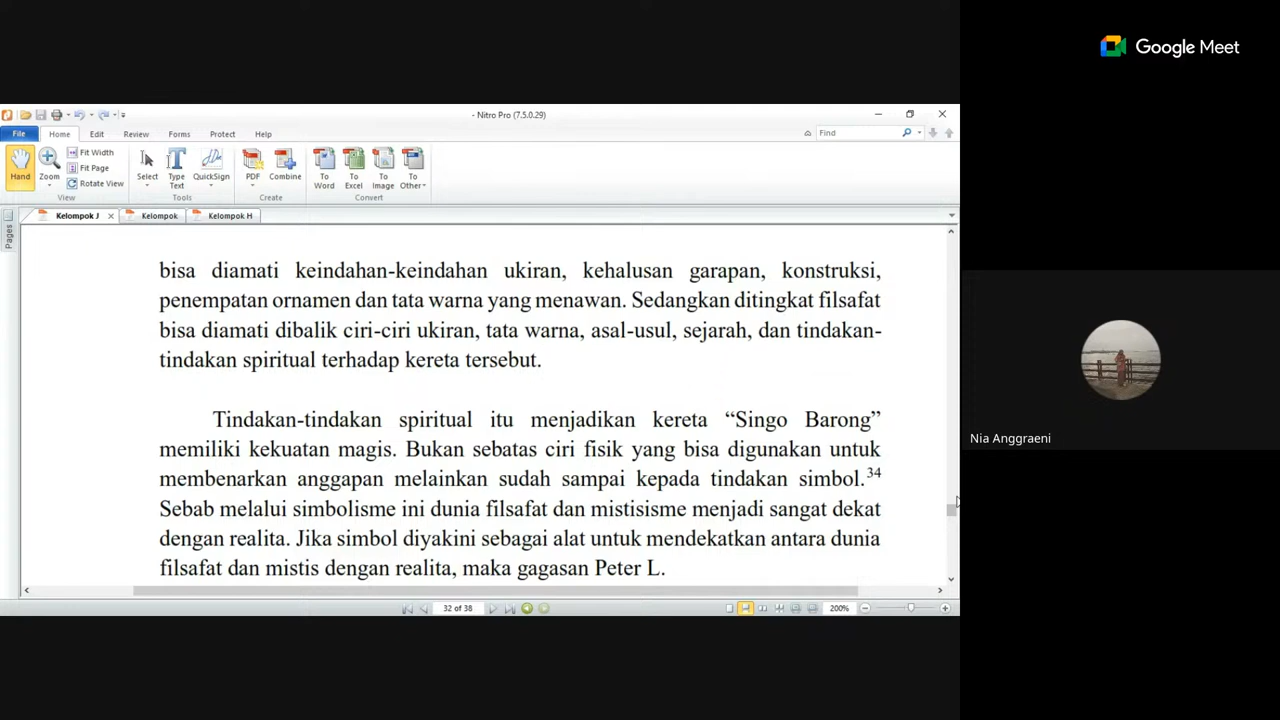 Google Meet
- Nitro Pro (7.5.0.29)
File Home Edit Review Forms Protect Help
Find
Hand
Zoom
Fit Width
Fit Page
Rotate View
View
Select
Type Text
QuickSign
Tools
PDF
Combine
Create
To Word
To Excel
To Image
To Other
Convert
Kelompok J
Kelompok
Kelompok H
Pages
bisa diamati keindahan-keindahan ukiran, kehalusan garapan, konstruksi,
penempatan ornamen dan tata warna yang menawan. Sedangkan ditingkat filsafat
bisa diamati dibalik ciri-ciri ukiran, tata warna, asal-usul, sejarah, dan tindakan-
tindakan spiritual terhadap kereta tersebut.
Tindakan-tindakan spiritual itu menjadikan kereta “Singo Barong”
memiliki kekuatan magis. Bukan sebatas ciri fisik yang bisa digunakan untuk
membenarkan anggapan melainkan sudah sampai kepada tindakan simbol.34
Sebab melalui simbolisme ini dunia filsafat dan mistisisme menjadi sangat dekat
dengan realita. Jika simbol diyakini sebagai alat untuk mendekatkan antara dunia
filsafat dan mistis dengan realita, maka gagasan Peter L.
32 of 38
200%
Nia Anggraeni